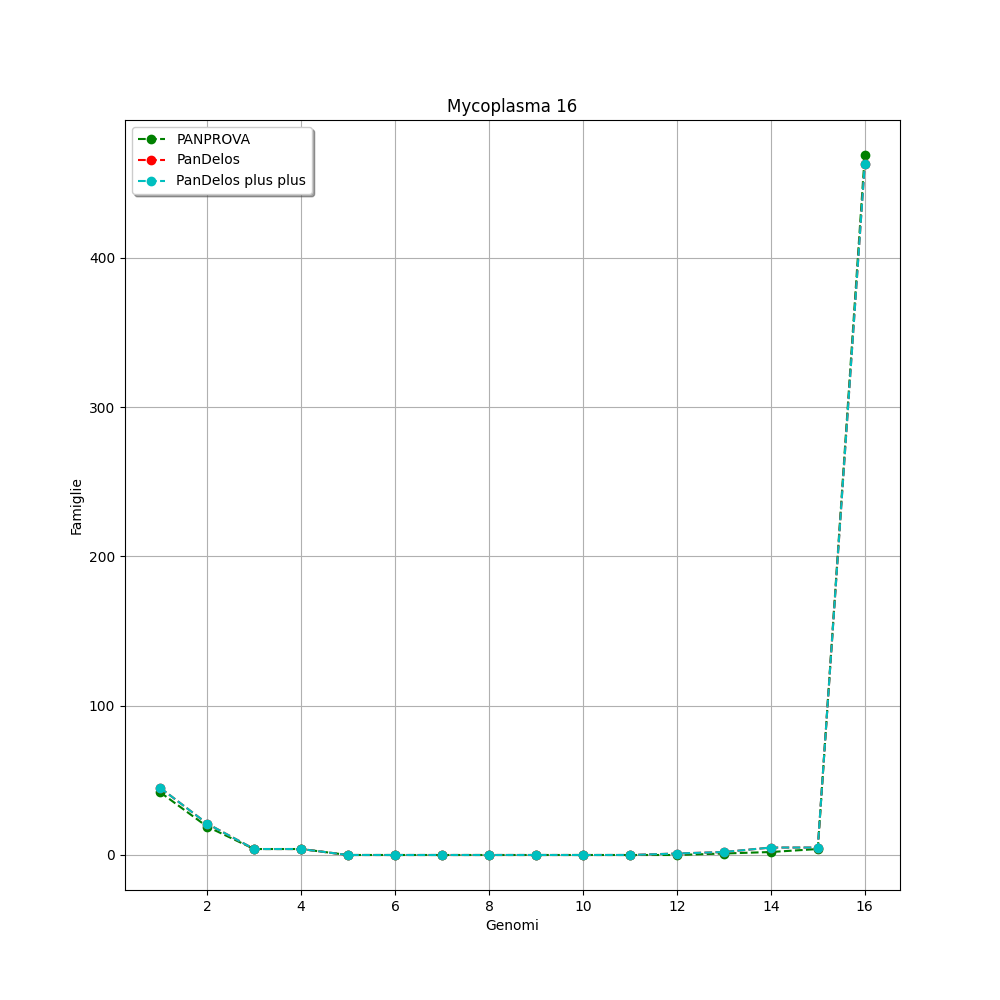 Mycoplasma 16
PANPROVA
PanDelos
PanDelos plus plus
400
300
200
100
0
Famiglie
2 4 6 8 10 12 14 16
Genomi